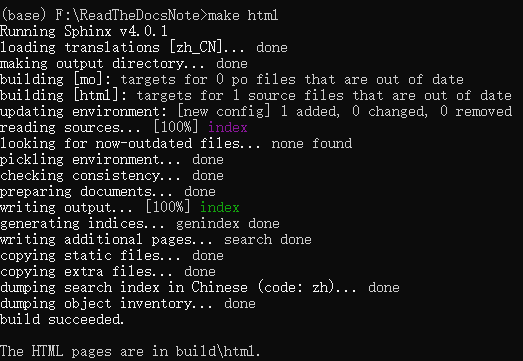 (base) F:\ReadTheDocsNote>make html
Running Sphinx v4.0.1
loading translations [zh_CN]... done
making output directory... done
building [mo]: targets for 0 po files that are out of date
building [html]: targets for 1 source files that are out of date
updating environment: [new config] 1 added, 0 changed, 0 removed
reading sources... [100%] index
looking for now-outdated files... none found
pickling environment... done
checking consistency... done
preparing documents... done
writing output... [100%] index
generating indices... genindex done
writing additional pages... search done
copying static files... done
copying extra files... done
dumping search index in Chinese (code: zh)... done
dumping object inventory... done
build succeeded.
The HTML pages are in build\html.